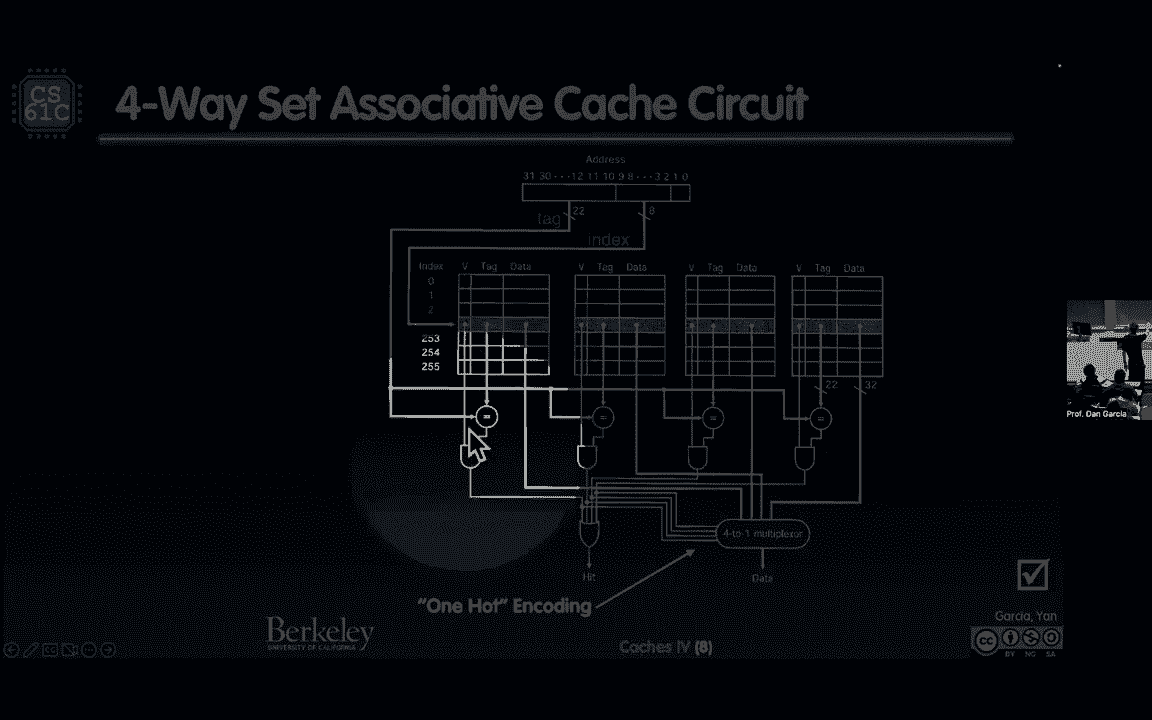 CS
61C
4-Way Set Associative Cache Circuit
Address
31 30 · · · 12 11 10 9 8 · · · 3 2 1 0
tag 22 8
index
Index V Tag Data V Tag Data V Tag Data V Tag Data
0
1
2
253
254
255
22 32
= = = =
4-to-1 multiplexor
Hit Data
"One Hot" Encoding
Prof. Dan Garcia
Garcia, Yan
Berkeley
UNIVERSITY OF CALIFORNIA
Caches IV (8)
CC
BY NC SA